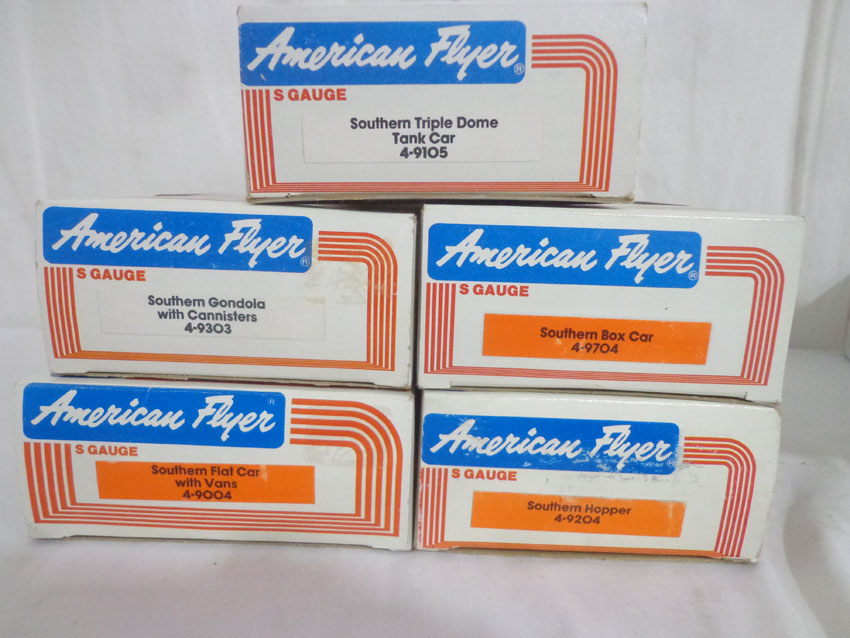 American Flyer®
S GAUGE
Southern Triple Dome
Tank Car
4-9105
American Flyer®
S GAUGE
Southern Gondola
with Cannisters
4-9303
American Flyer®
S GAUGE
Southern Box Car
4-9704
American Flyer®
S GAUGE
Southern Flat Car
with Vans
4-9004
American Flyer®
S GAUGE
Southern Hopper
4-9204